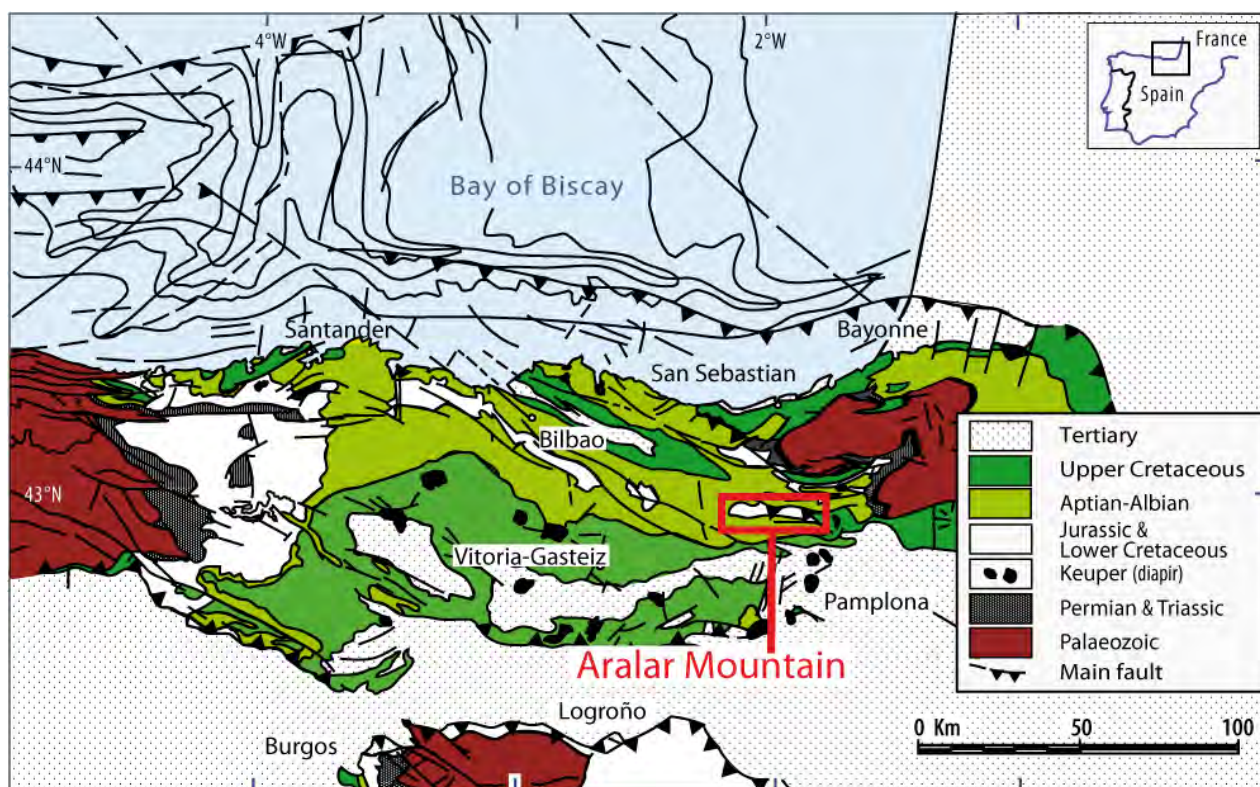 4°W
2°W
France
Spain
44°N
Bay of Biscay
Santander
Bayonne
San Sebastian
Bilbao
43°N
Vitoria-Gasteiz
Pamplona
Aralar Mountain
Logroño
Burgos
Tertiary
Upper Cretaceous
Aptian-Albian
Jurassic &
Lower Cretaceous
Keuper (diapir)
Permian & Triassic
Palaeozoic
Main fault
0 Km 50 100